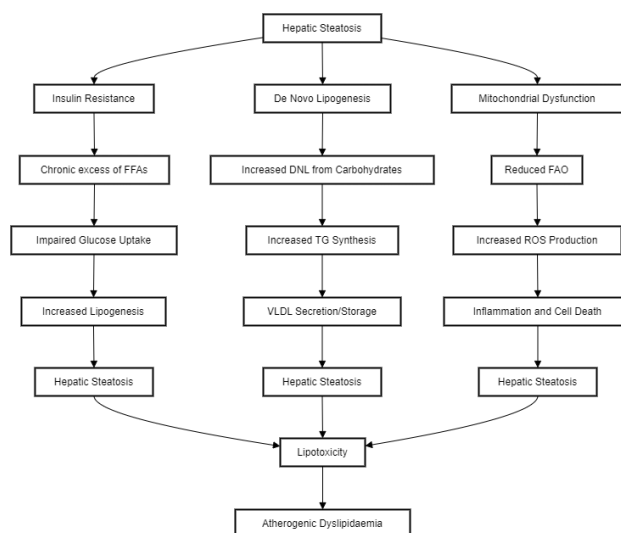 Hepatic Steatosis
Insulin Resistance
De Novo Lipogenesis
Mitochondrial Dysfunction
Chronic excess of FFAs
Increased DNL from Carbohydrates
Reduced FAO
Impaired Glucose Uptake
Increased TG Synthesis
Increased ROS Production
Increased Lipogenesis
VLDL Secretion/Storage
Inflammation and Cell Death
Hepatic Steatosis
Hepatic Steatosis
Hepatic Steatosis
Lipotoxicity
Atherogenic Dyslipidaemia